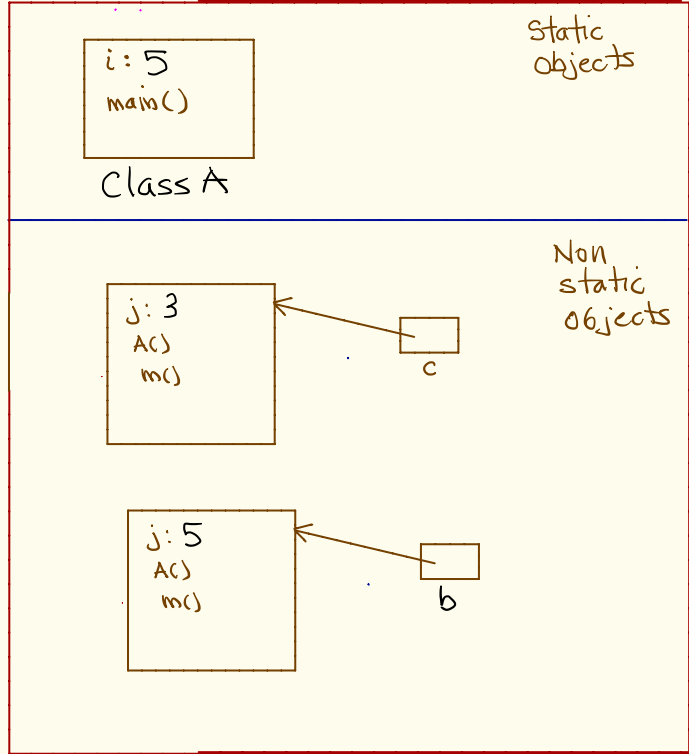 Static
Objects
i: 5
main()
Class A
Non
static
objects
j: 3
A()
m()
c
j: 5
A()
m()
b